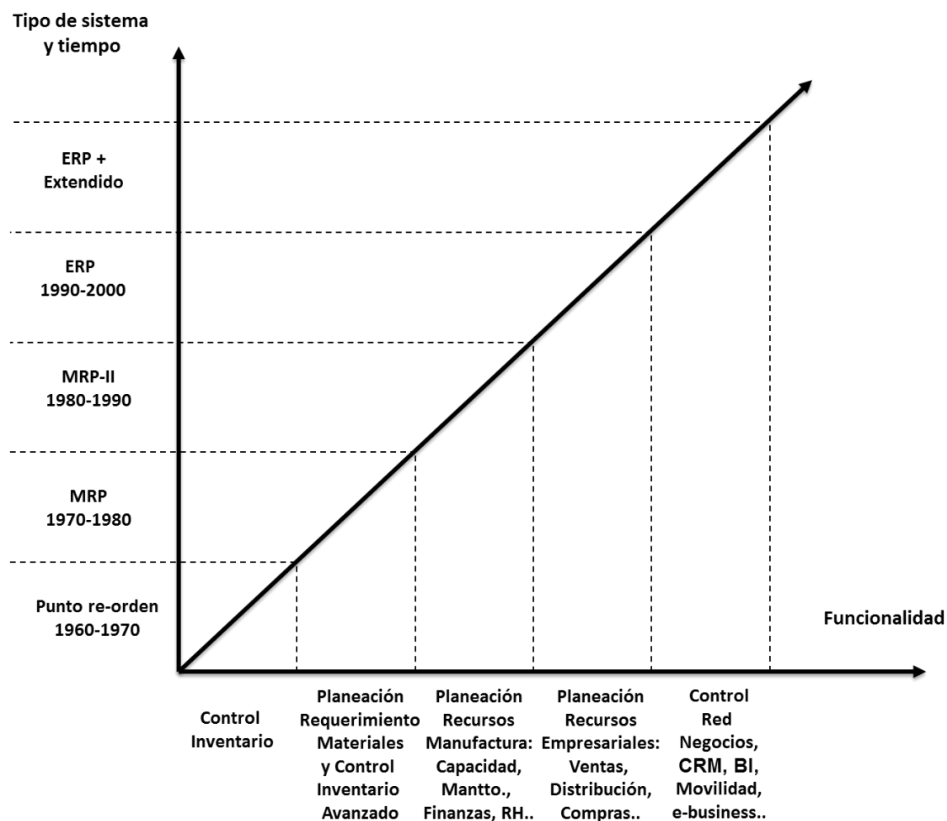 Tipo de sistema
y tiempo
ERP +
Extendido
ERP
1990-2000
MRP-II
1980-1990
MRP
1970-1980
Punto re-orden
1960-1970
Funcionalidad
Control
Inventario
Planeación
Requerimiento
Materiales
y Control
Inventario
Avanzado
Planeación
Recursos
Manufactura:
Capacidad,
Mantto.,
Finanzas, RH..
Planeación
Recursos
Empresariales:
Ventas,
Distribución,
Compras..
Control
Red
Negocios,
CRM, BI,
Movilidad,
e-business..